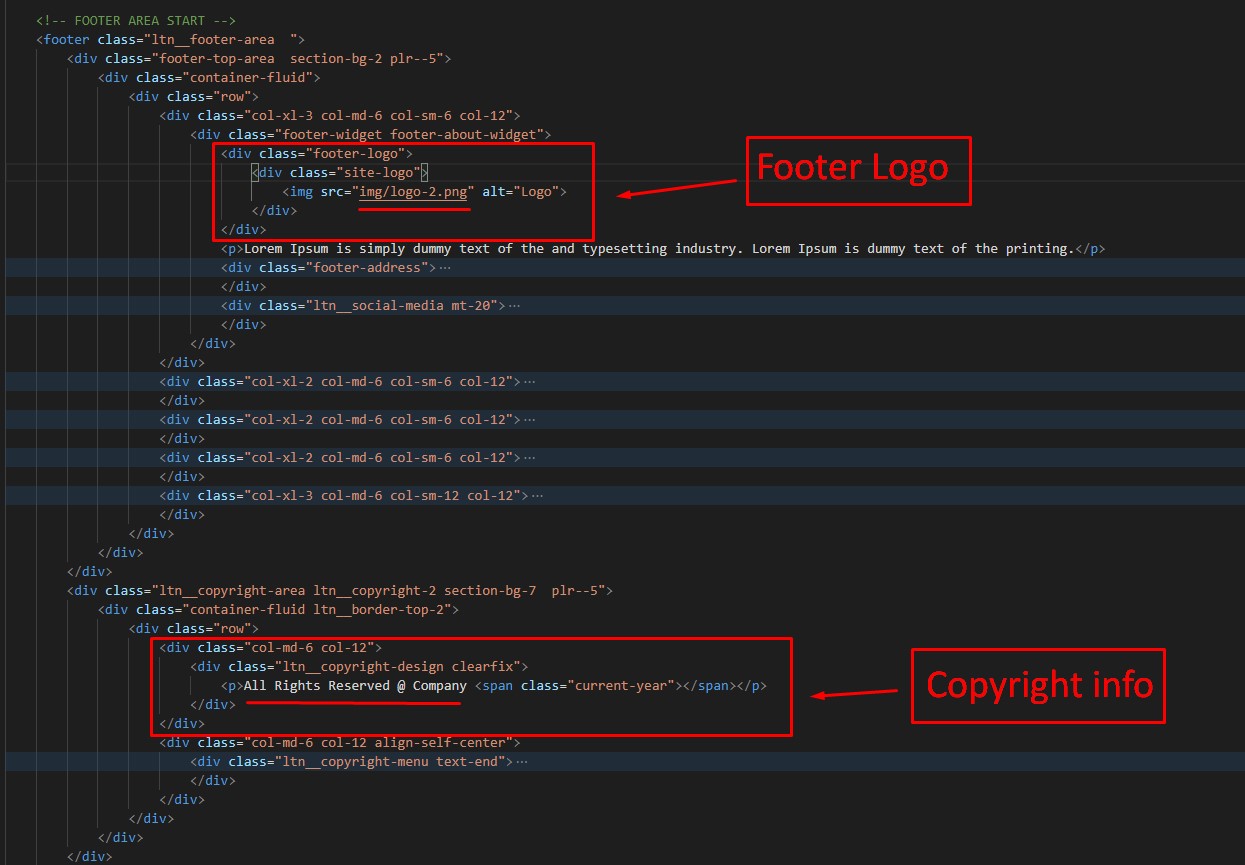 <!-- FOOTER AREA START -->
<footer class="ltn__footer-area  ">
<div class="footer-top-area  section-bg-2 plr--5">
<div class="container-fluid">
<div class="row">
<div class="col-xl-3 col-md-6 col-sm-6 col-12">
<div class="footer-widget footer-about-widget">
<div class="footer-logo">
Footer Logo
<div class="site-logo">
<img src="img/logo-2.png" alt="Logo">
</div>
</div>
<p>Lorem Ipsum is simply dummy text of the and typesetting industry. Lorem Ipsum is dummy text of the printing.</p>
<div class="footer-address">…
</div>
<div class="ltn__social-media mt-20">…
</div>
</div>
</div>
<div class="col-xl-2 col-md-6 col-sm-6 col-12">…
</div>
<div class="col-xl-2 col-md-6 col-sm-6 col-12">…
</div>
<div class="col-xl-2 col-md-6 col-sm-6 col-12">…
</div>
<div class="col-xl-3 col-md-6 col-sm-12 col-12">…
</div>
</div>
</div>
</div>
<div class="ltn__copyright-area ltn__copyright-2 section-bg-7  plr--5">
<div class="container-fluid ltn__border-top-2">
<div class="row">
<div class="col-md-6 col-12">
<div class="ltn__copyright-design clearfix">
<p>All Rights Reserved @ Company <span class="current-year"></span></p>
Copyright info
</div>
</div>
<div class="col-md-6 col-12 align-self-center">
<div class="ltn__copyright-menu text-end">…
</div>
</div>
</div>
</div>
</div>